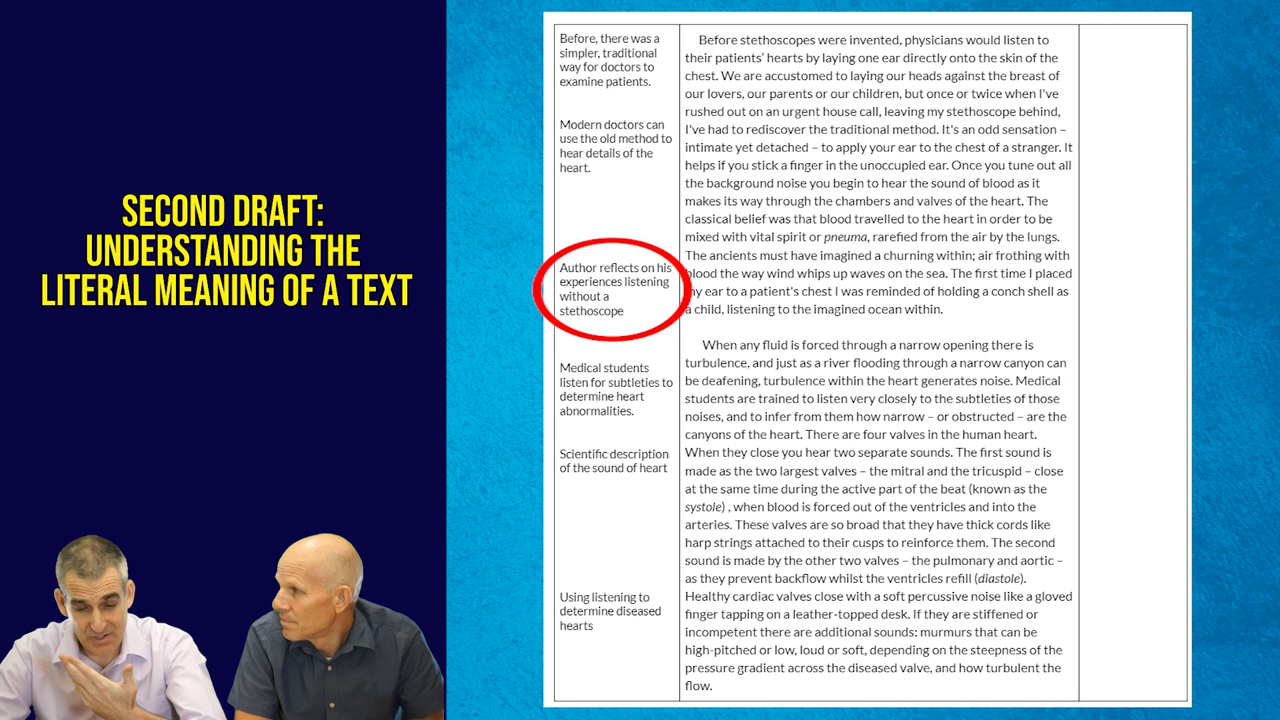 SECOND DRAFT:
UNDERSTANDING THE
LITERAL MEANING OF A TEXT
Before, there was a
simpler, traditional
way for doctors to
examine patients.
Modern doctors can
use the old method to
hear details of the
heart.
Author reflects on his
experiences listening
without a
stethoscope
Medical students
listen for subtleties to
determine heart
abnormalities.
Scientific description
of the sound of heart
Using listening to
determine diseased
hearts
Before stethoscopes were invented, physicians would listen to
their patients' hearts by laying one ear directly onto the skin of the
chest. We are accustomed to laying our heads against the breast of
our lovers, our parents or our children, but once or twice when I've
rushed out on an urgent house call, leaving my stethoscope behind,
I've had to rediscover the traditional method. It's an odd sensation –
intimate yet detached – to apply your ear to the chest of a stranger. It
helps if you stick a finger in the unoccupied ear. Once you tune out all
the background noise you begin to hear the sound of blood as it
makes its way through the chambers and valves of the heart. The
classical belief was that blood travelled to the heart in order to be
mixed with vital spirit or pneuma, rarefied from the air by the lungs.
The ancients must have imagined a churning within; air frothing with
blood the way wind whips up waves on the sea. The first time I placed
my ear to a patient's chest I was reminded of holding a conch shell as
a child, listening to the imagined ocean within.
When any fluid is forced through a narrow opening there is
turbulence, and just as a river flooding through a narrow canyon can
be deafening, turbulence within the heart generates noise. Medical
students are trained to listen very closely to the subtleties of those
noises, and to infer from them how narrow – or obstructed – are the
canyons of the heart. There are four valves in the human heart.
When they close you hear two separate sounds. The first sound is
made as the two largest valves – the mitral and the tricuspid – close
at the same time during the active part of the beat (known as the
systole) , when blood is forced out of the ventricles and into the
arteries. These valves are so broad that they have thick cords like
harp strings attached to their cusps to reinforce them. The second
sound is made by the other two valves – the pulmonary and aortic –
as they prevent backflow whilst the ventricles refill (diastole).
Healthy cardiac valves close with a soft percussive noise like a gloved
finger tapping on a leather-topped desk. If they are stiffened or
incompetent there are additional sounds: murmurs that can be
high-pitched or low, loud or soft, depending on the steepness of the
pressure gradient across the diseased valve, and how turbulent the
flow.